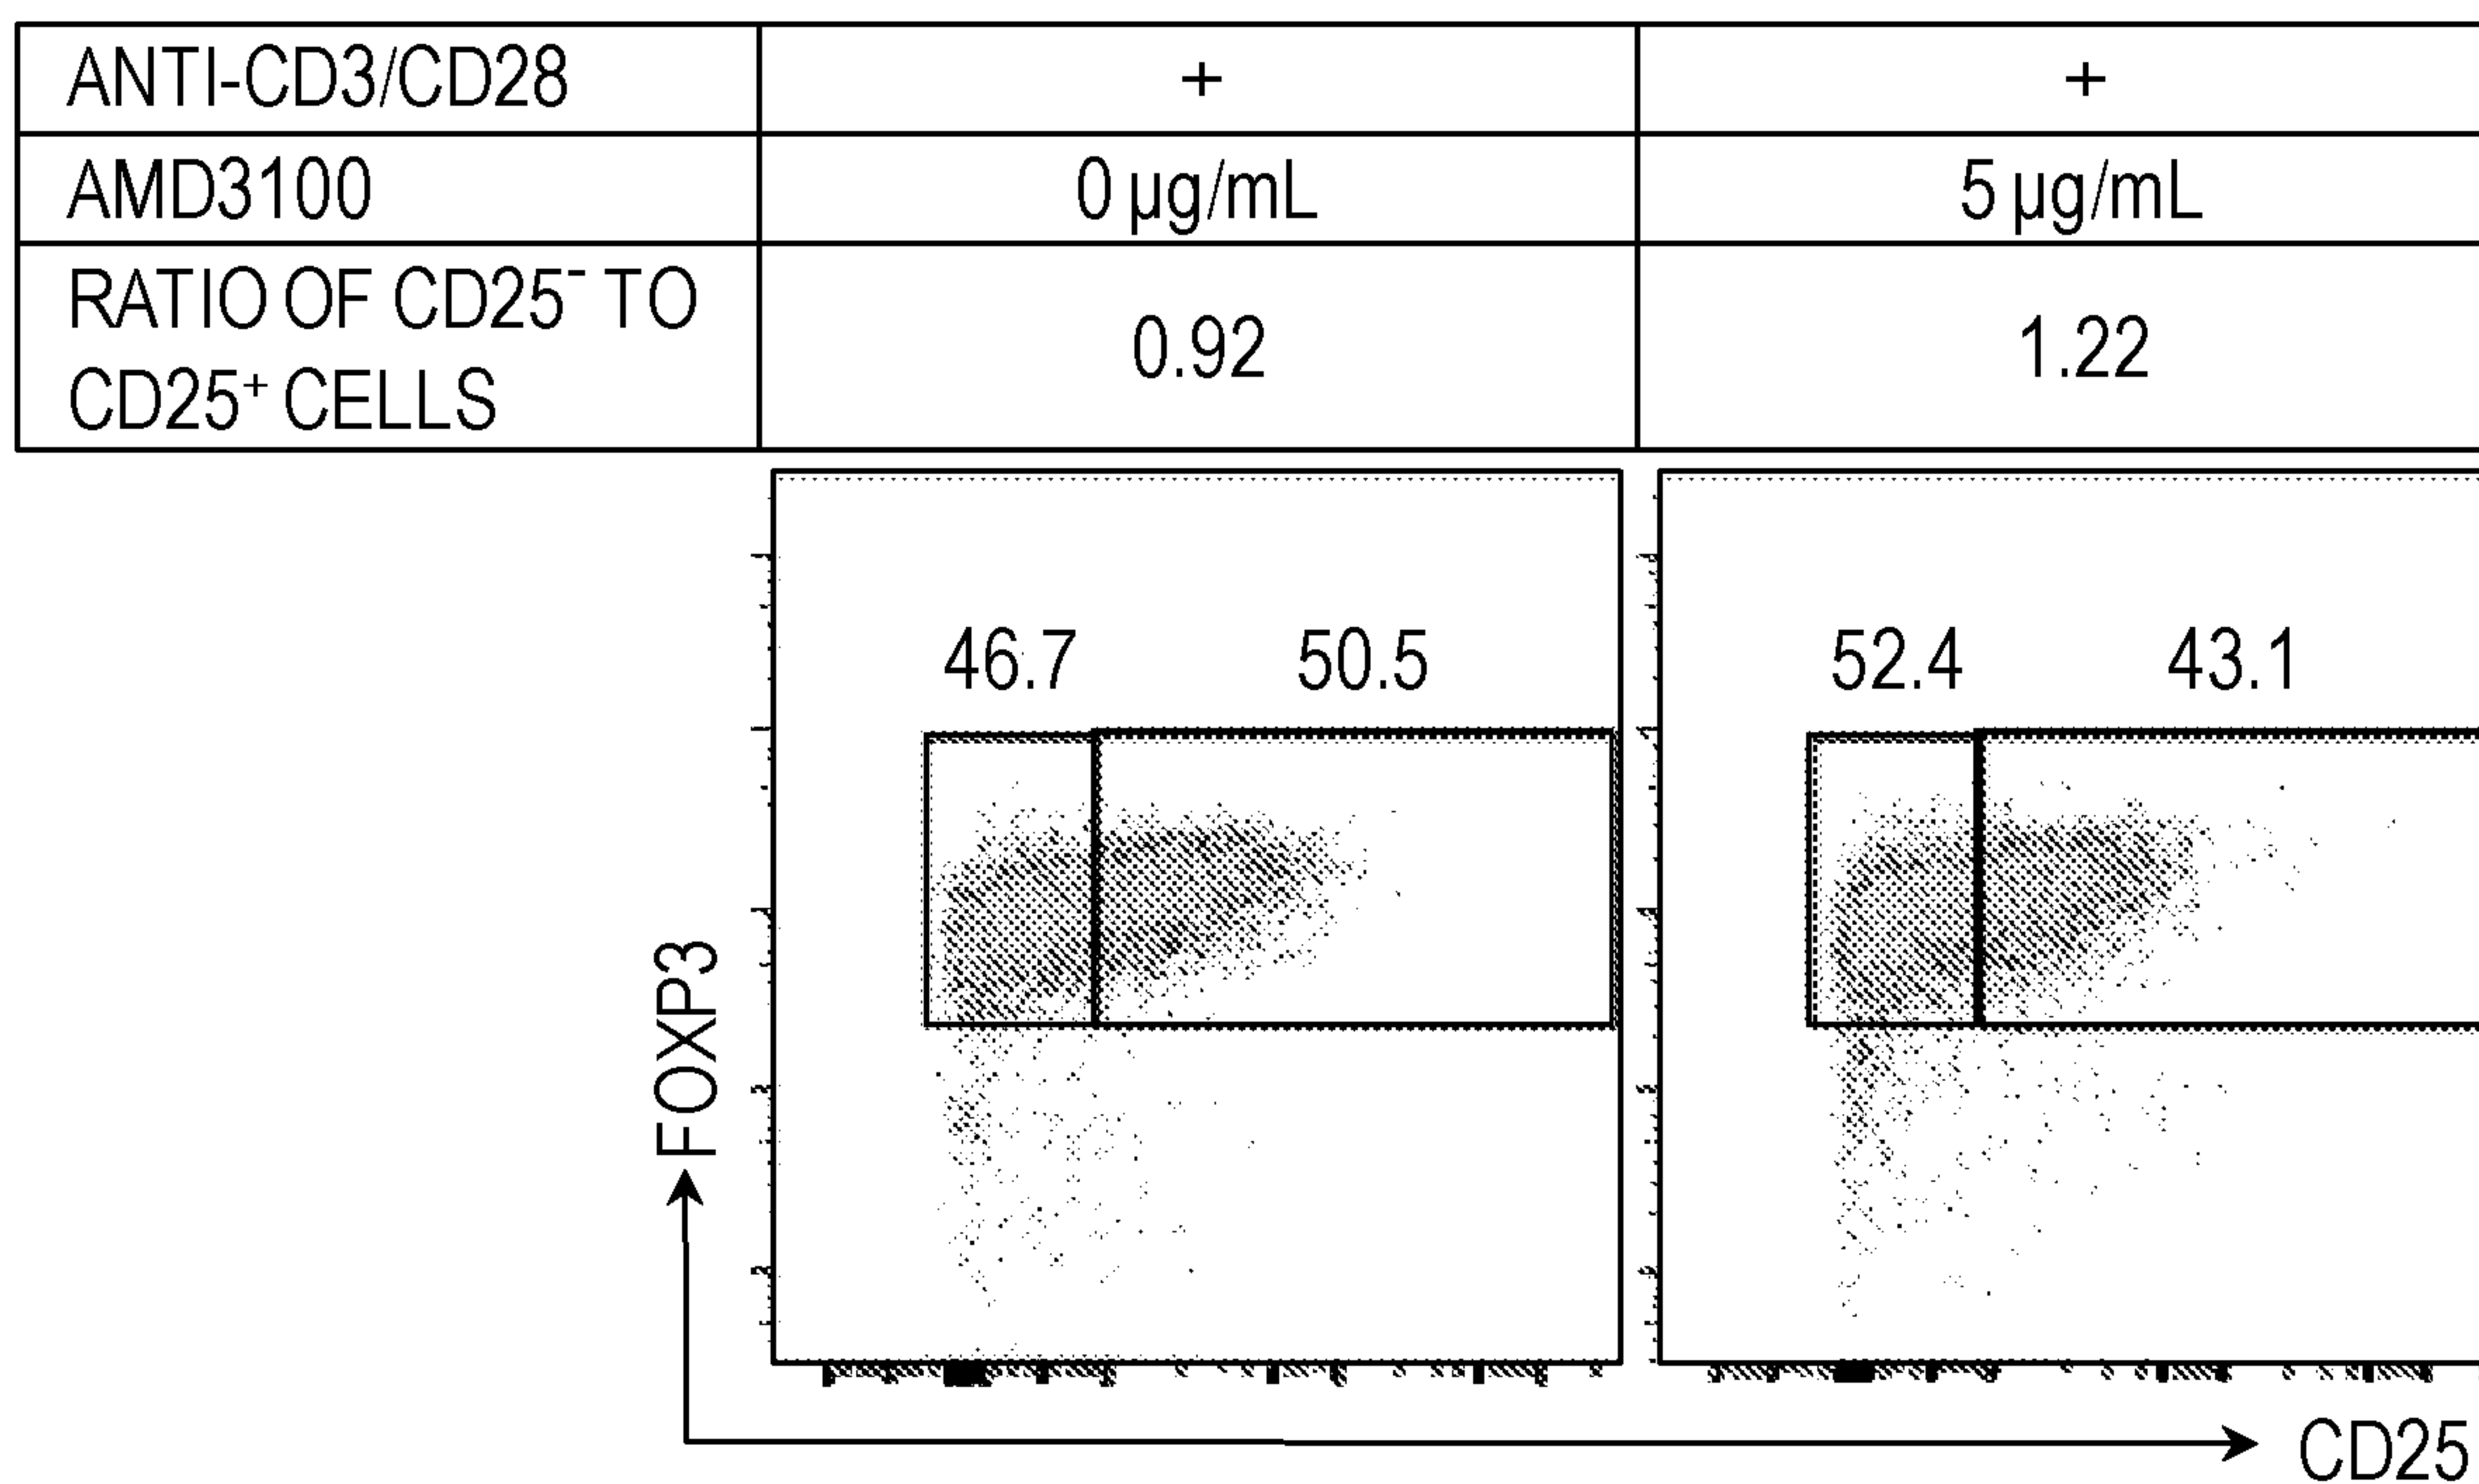 ANTI-CD3/CD28 + +
AMD3100 0 µg/mL 5 µg/mL
RATIO OF CD25⁻ TO
CD25⁺ CELLS 0.92 1.22
46.7 50.5 52.4 43.1
FOXP3
CD25